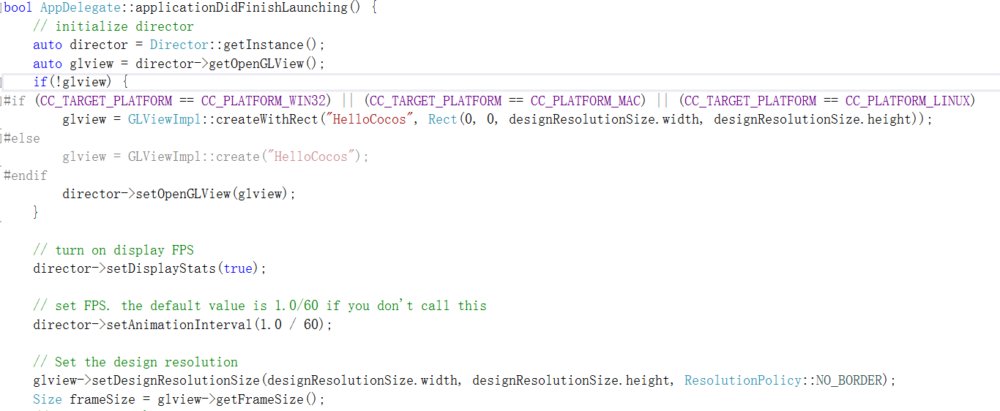 bool AppDelegate::applicationDidFinishLaunching() {
    // initialize director
    auto director = Director::getInstance();
    auto glview = director->getOpenGLView();
    if(!glview) {
#if (CC_TARGET_PLATFORM == CC_PLATFORM_WIN32) || (CC_TARGET_PLATFORM == CC_PLATFORM_MAC) || (CC_TARGET_PLATFORM == CC_PLATFORM_LINUX)
        glview = GLViewImpl::createWithRect("HelloCocos", Rect(0, 0, designResolutionSize.width, designResolutionSize.height));
#else
        glview = GLViewImpl::create("HelloCocos");
#endif
        director->setOpenGLView(glview);
    }
    // turn on display FPS
    director->setDisplayStats(true);
    // set FPS. the default value is 1.0/60 if you don't call this
    director->setAnimationInterval(1.0 / 60);
    // Set the design resolution
    glview->setDesignResolutionSize(designResolutionSize.width, designResolutionSize.height, ResolutionPolicy::NO_BORDER);
    Size frameSize = glview->getFrameSize();